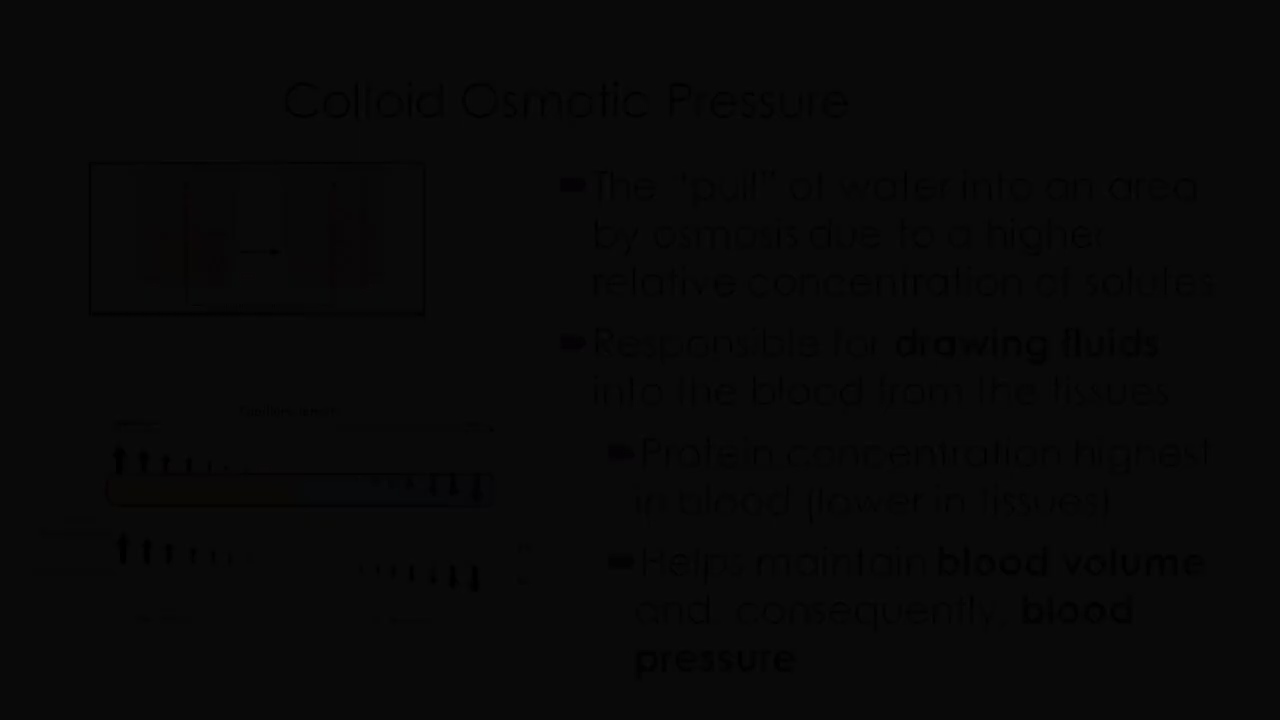 Colloid Osmotic Pressure
The "pull" of water into an area
by osmosis due to a higher
relative concentration of solutes
Responsible for drawing fluids
into the blood from the tissues
Protein concentration highest
in blood (lower in tissues)
Helps maintain blood volume
and, consequently, blood
pressure